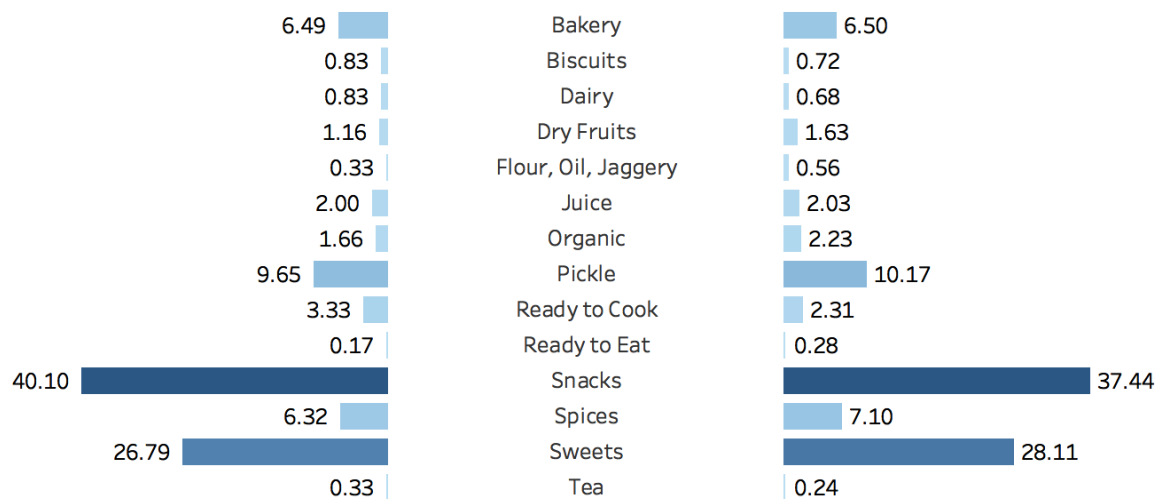 6.49 Bakery 6.50
0.83 Biscuits 0.72
0.83 Dairy 0.68
1.16 Dry Fruits 1.63
0.33 Flour, Oil, Jaggery 0.56
2.00 Juice 2.03
1.66 Organic 2.23
9.65 Pickle 10.17
3.33 Ready to Cook 2.31
0.17 Ready to Eat 0.28
40.10 Snacks 37.44
6.32 Spices 7.10
26.79 Sweets 28.11
0.33 Tea 0.24